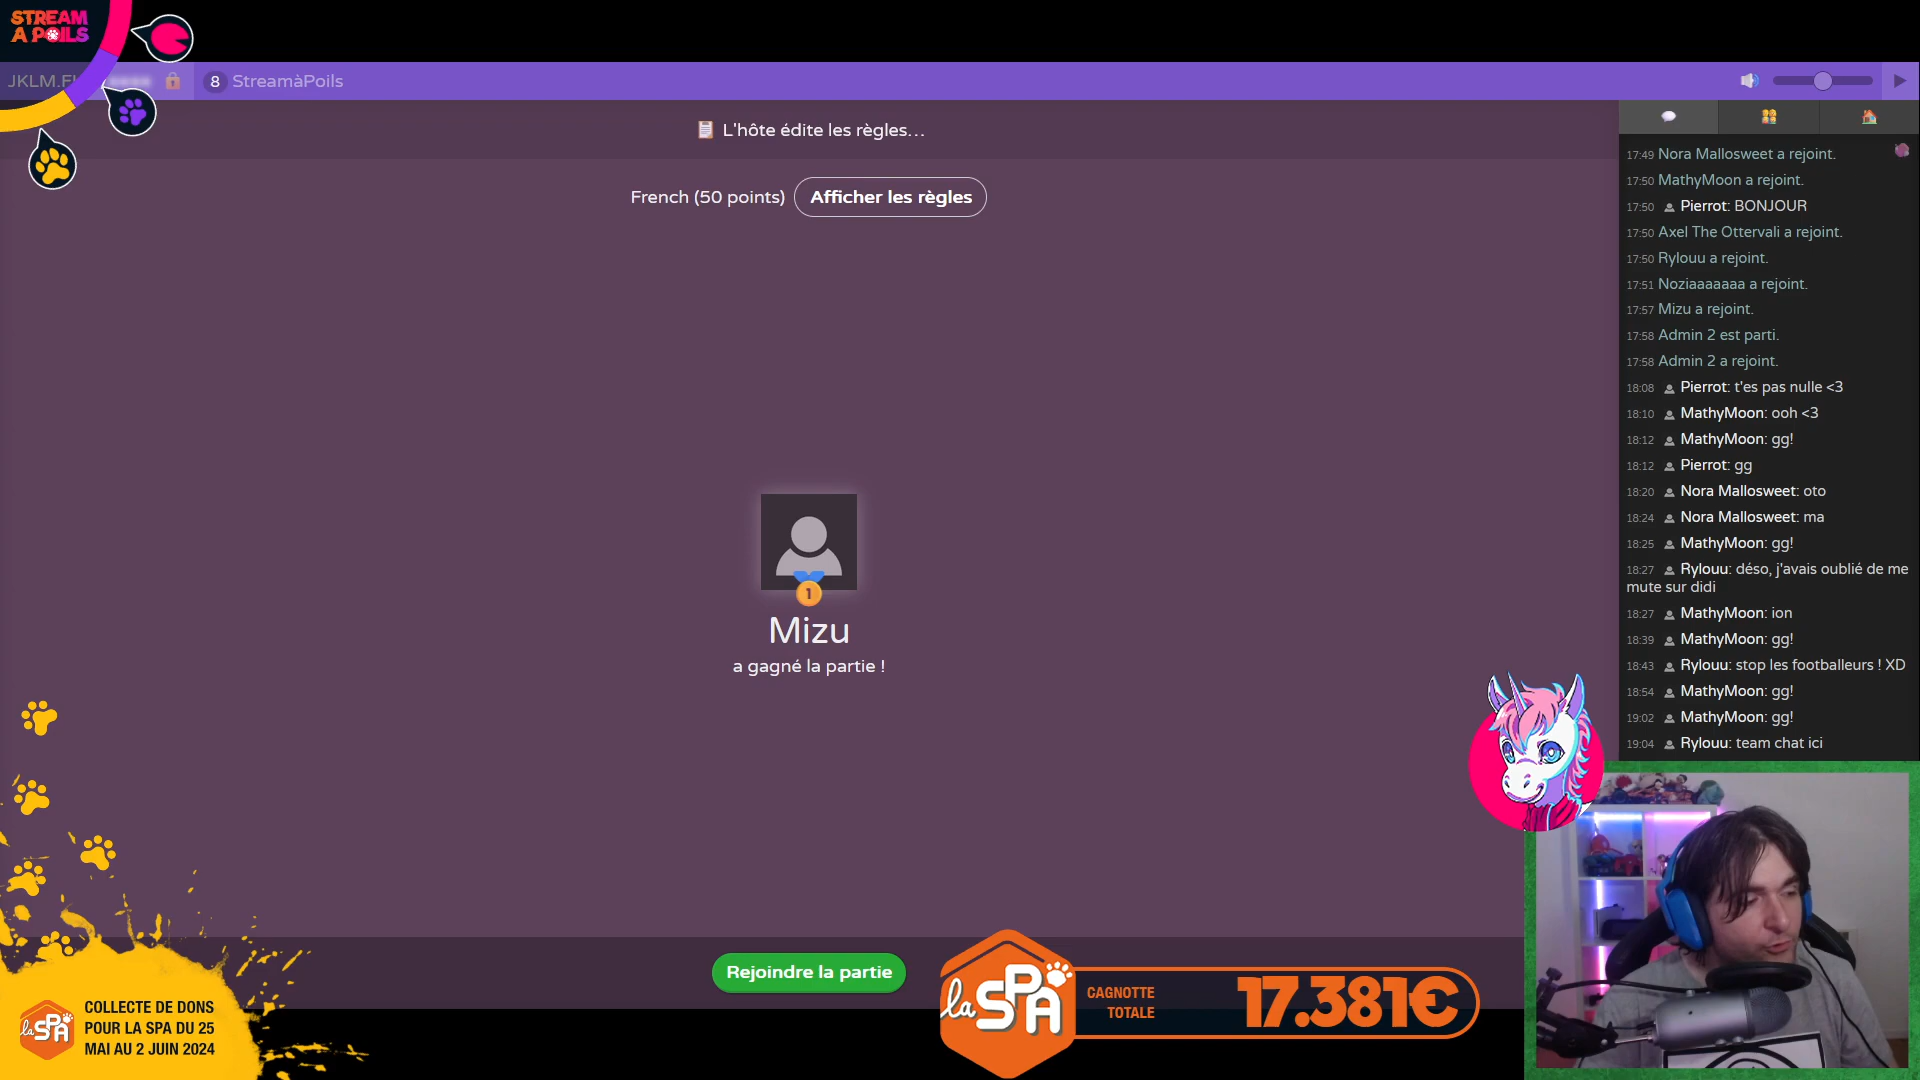 STREAM
A POILS
JKLM.F
8 StreamàPoils
L'hôte édite les règles…
French (50 points) Afficher les règles
1
Mizu
a gagné la partie !
Rejoindre la partie
17:49 Nora Mallosweet a rejoint.
17:50 MathyMoon a rejoint.
17:50 Pierrot: BONJOUR
17:50 Axel The Ottervali a rejoint.
17:50 Rylouu a rejoint.
17:51 Noziaaaaaaa a rejoint.
17:57 Mizu a rejoint.
17:58 Admin 2 est parti.
17:58 Admin 2 a rejoint.
18:08 Pierrot: t'es pas nulle <3
18:10 MathyMoon: ooh <3
18:12 MathyMoon: gg!
18:12 Pierrot: gg
18:20 Nora Mallosweet: oto
18:24 Nora Mallosweet: ma
18:25 MathyMoon: gg!
18:27 Rylouu: déso, j'avais oublié de me
mute sur didi
18:27 MathyMoon: ion
18:39 MathyMoon: gg!
18:43 Rylouu: stop les footballeurs ! XD
18:54 MathyMoon: gg!
19:02 MathyMoon: gg!
19:04 Rylouu: team chat ici
la SPA
COLLECTE DE DONS
POUR LA SPA DU 25
MAI AU 2 JUIN 2024
la SPA
CAGNOTTE
TOTALE
17.381€